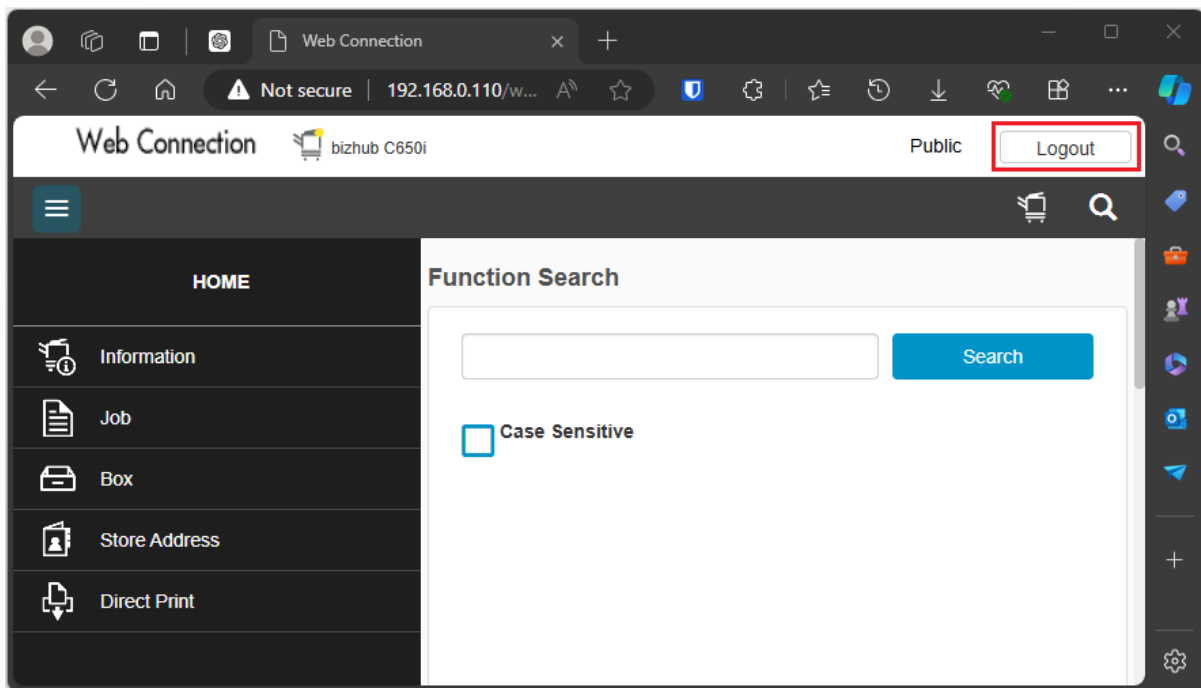 Web Connection
Not secure 192.168.0.110/w... A
Web Connection bizhub C650i Public Logout
HOME
Function Search
Information
Search
Job
Case Sensitive
Box
Store Address
Direct Print